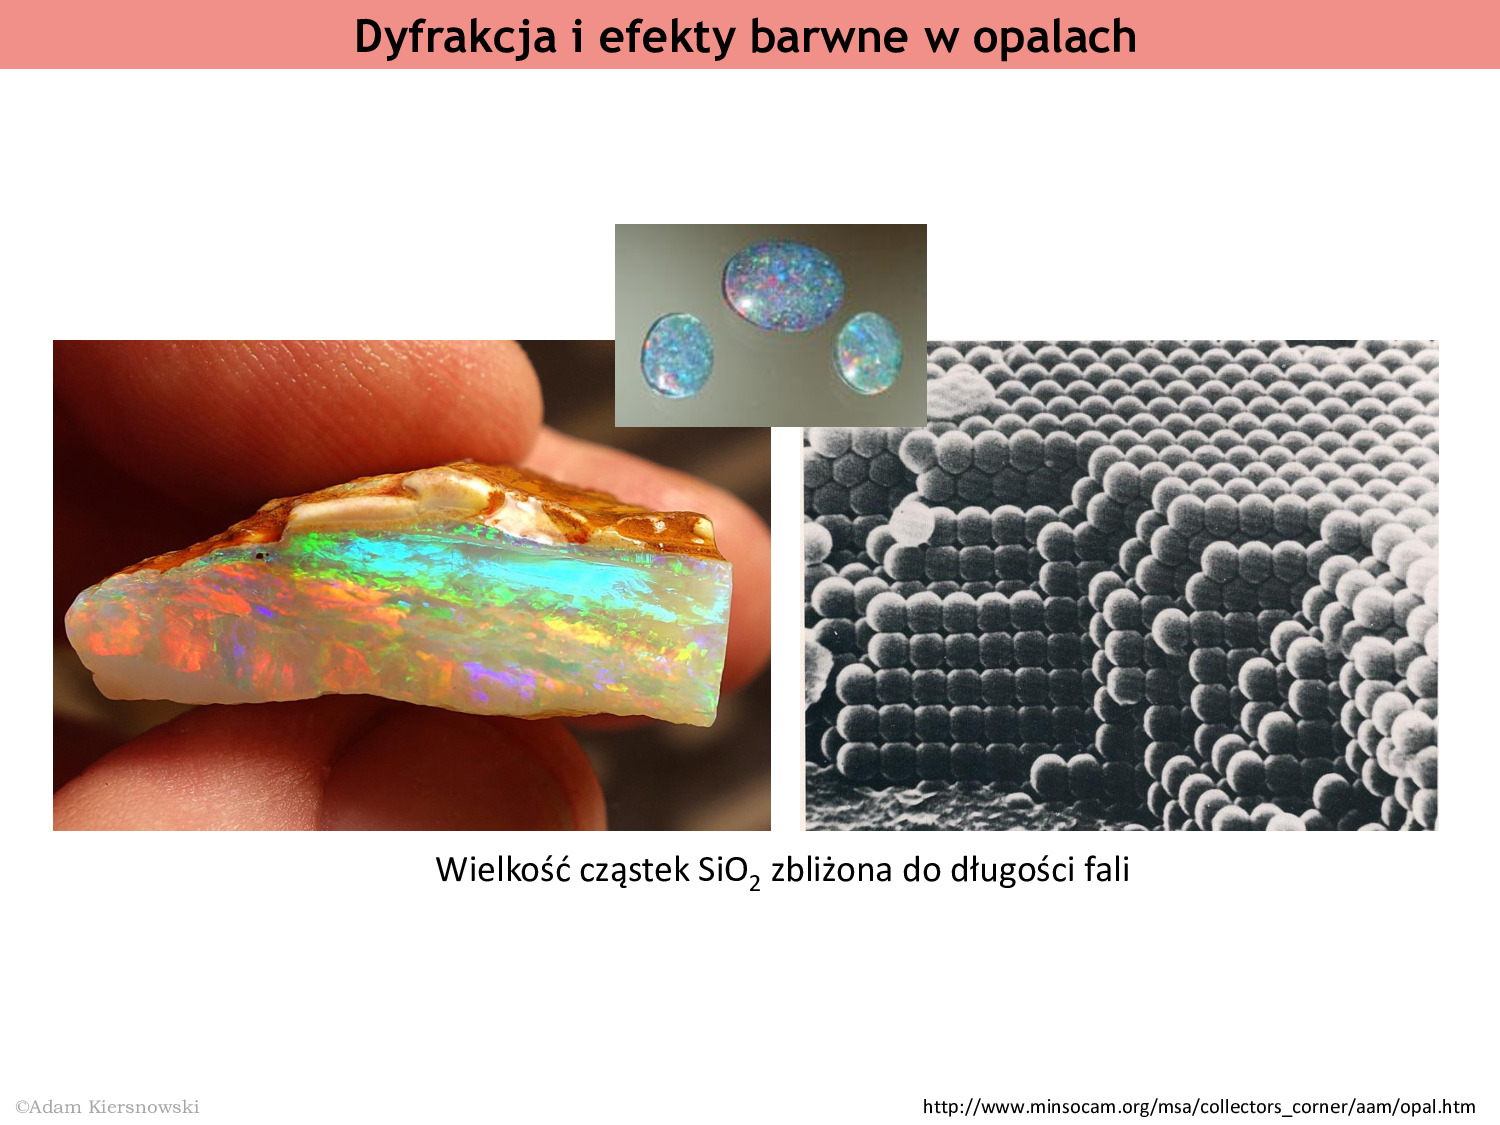 Dyfrakcja i efekty barwne w opalach
Wielkość cząstek SiO₂ zbliżona do długości fali
©Adam Kiersnowski
http://www.minsocam.org/msa/collectors_corner/aam/opal.htm